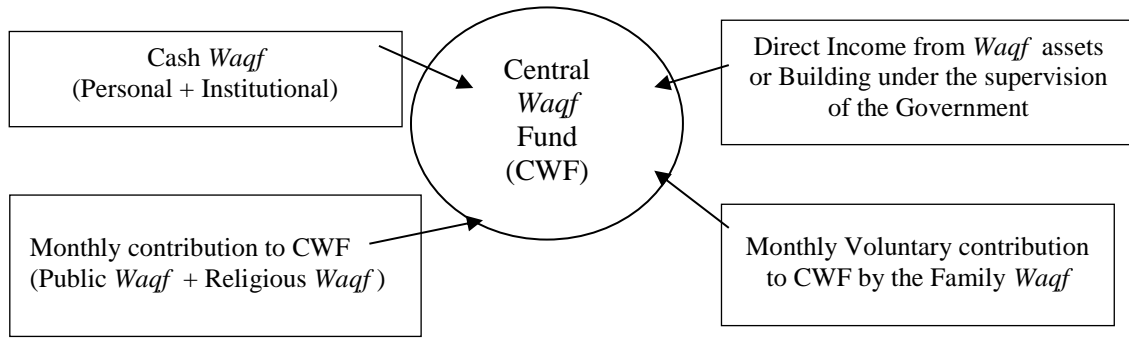 Cash Waqf
(Personal + Institutional)
Central
Waqf
Fund
(CWF)
Direct Income from Waqf assets
or Building under the supervision
of the Government
Monthly contribution to CWF
(Public Waqf + Religious Waqf)
Monthly Voluntary contribution
to CWF by the Family Waqf